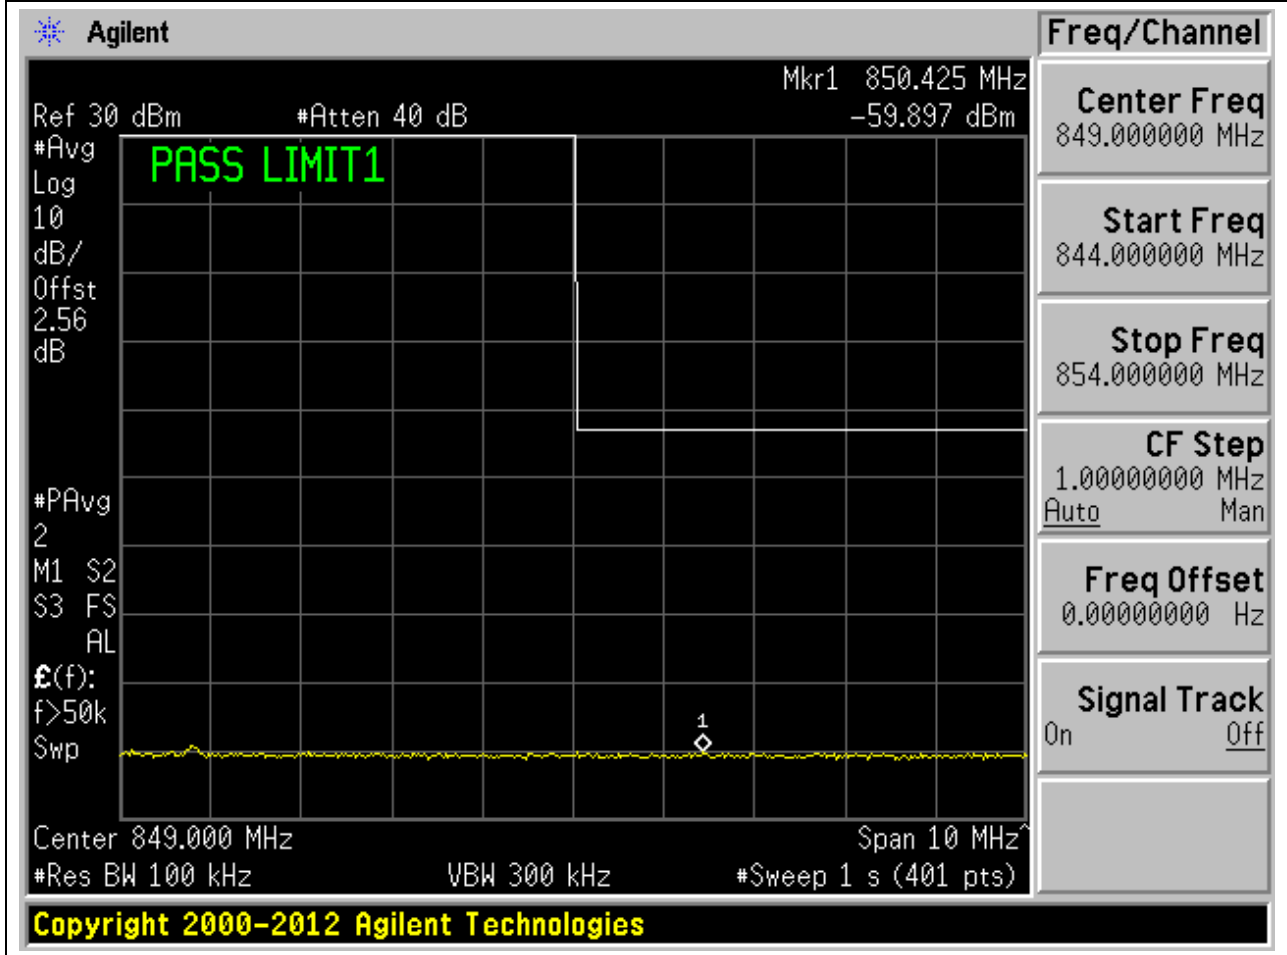 Agilent
Freq/Channel
Mkr1 850.425 MHz
Ref 30 dBm #Atten 40 dB -59.897 dBm
#Avg
Log
10
dB/
Offst
2.56
dB
PASS LIMIT1
#PAvg
2
M1 S2
S3 FS
AL
£(f):
f>50k
Swp
1
Center 849.000 MHz Span 10 MHz^
#Res BW 100 kHz VBW 300 kHz #Sweep 1 s (401 pts)
Center Freq
849.000000 MHz
Start Freq
844.000000 MHz
Stop Freq
854.000000 MHz
CF Step
1.00000000 MHz
Auto Man
Freq Offset
0.00000000 Hz
Signal Track
On Off
Copyright 2000-2012 Agilent Technologies